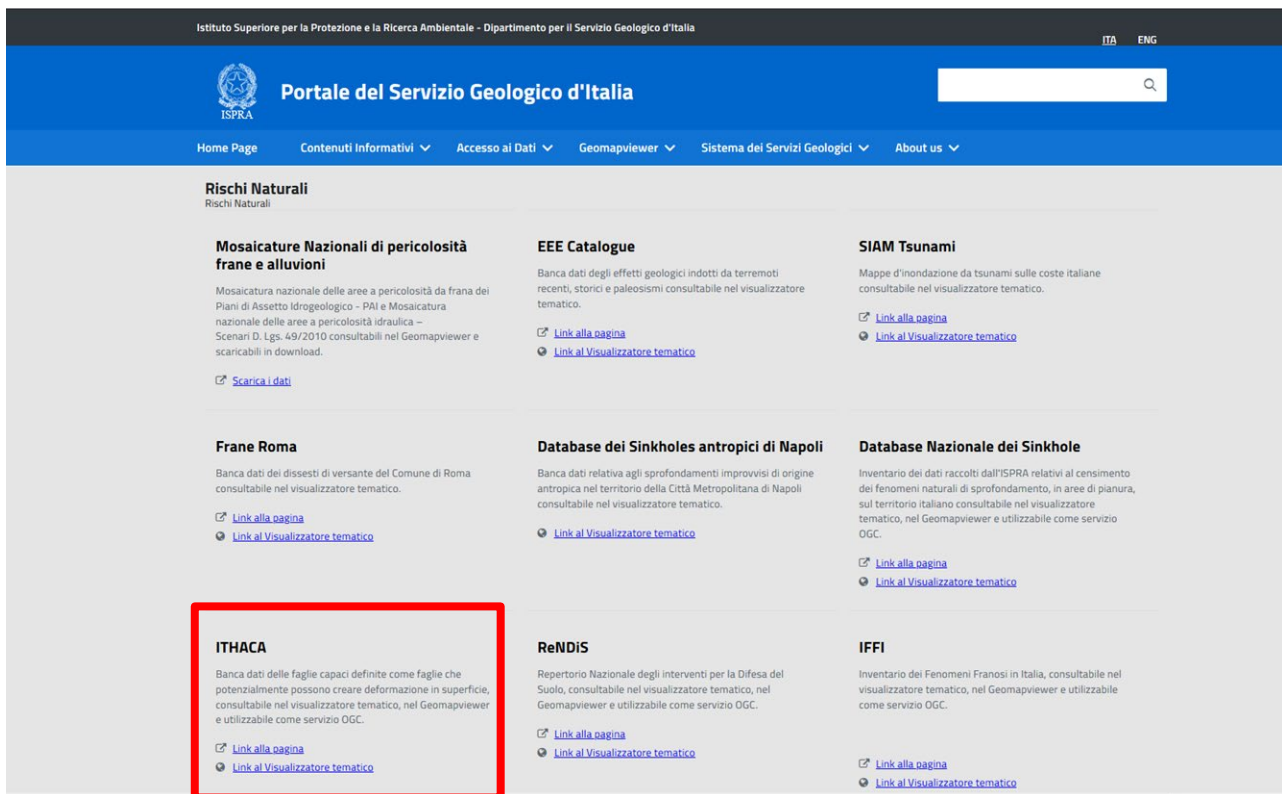 Istituto Superiore per la Protezione e la Ricerca Ambientale - Dipartimento per il Servizio Geologico d'Italia
ITA ENG
ISPRA
Portale del Servizio Geologico d'Italia
Home Page Contenuti Informativi Accesso ai Dati Geomapviewer Sistema dei Servizi Geologici About us
Rischi Naturali
Rischi Naturali
Mosaicature Nazionali di pericolosità
frane e alluvioni
Mosaicatura nazionale delle aree a pericolosità da frana dei
Piani di Assetto Idrogeologico - PAI e Mosaicatura
nazionale delle aree a pericolosità idraulica –
Scenari D. Lgs. 49/2010 consultabili nel Geomapviewer e
scaricabili in download.
Scarica i dati
EEE Catalogue
Banca dati degli effetti geologici indotti da terremoti
recenti, storici e paleosismi consultabile nel visualizzatore
tematico.
Link alla pagina
Link al Visualizzatore tematico
SIAM Tsunami
Mappe d'inondazione da tsunami sulle coste italiane
consultabile nel visualizzatore tematico.
Link alla pagina
Link al Visualizzatore tematico
Frane Roma
Banca dati dei dissesti di versante del Comune di Roma
consultabile nel visualizzatore tematico.
Link alla pagina
Link al Visualizzatore tematico
Database dei Sinkholes antropici di Napoli
Banca dati relativa agli sprofondamenti improvvisi di origine
antropica nel territorio della Città Metropolitana di Napoli
consultabile nel visualizzatore tematico.
Link al Visualizzatore tematico
Database Nazionale dei Sinkhole
Inventario dei dati raccolti dall'ISPRA relativi al censimento
dei fenomeni naturali di sprofondamento, in aree di pianura,
sul territorio italiano consultabile nel visualizzatore
tematico, nel Geomapviewer e utilizzabile come servizio
OGC.
Link alla pagina
Link al Visualizzatore tematico
ITHACA
Banca dati delle faglie capaci definite come faglie che
potenzialmente possono creare deformazione in superficie,
consultabile nel visualizzatore tematico, nel Geomapviewer
e utilizzabile come servizio OGC.
Link alla pagina
Link al Visualizzatore tematico
ReNDiS
Repertorio Nazionale degli interventi per la Difesa del
Suolo, consultabile nel visualizzatore tematico, nel
Geomapviewer e utilizzabile come servizio OGC.
Link alla pagina
Link al Visualizzatore tematico
IFFI
Inventario dei Fenomeni Franosi in Italia, consultabile nel
visualizzatore tematico, nel Geomapviewer e utilizzabile
come servizio OGC.
Link alla pagina
Link al Visualizzatore tematico